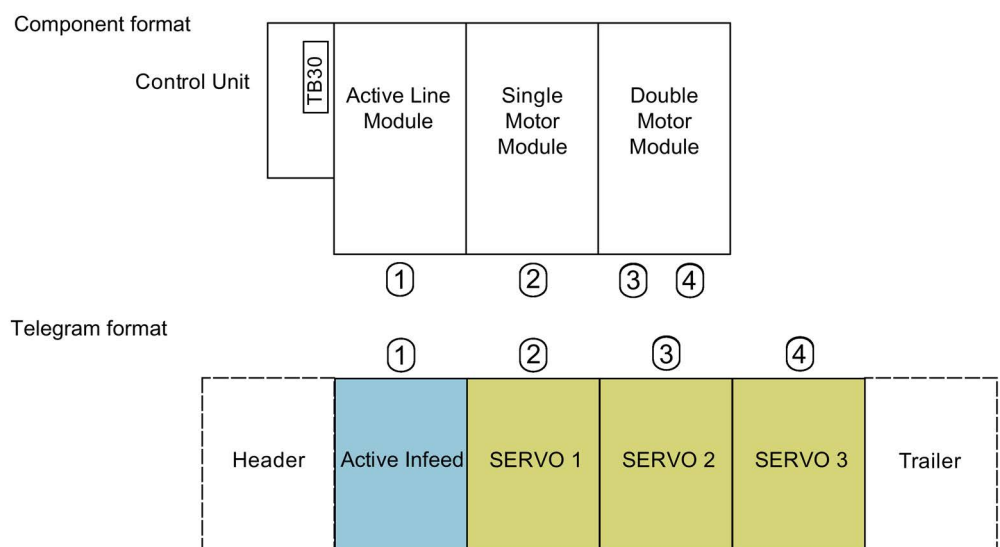 Component format
Control Unit
TB30
Active Line
Module
Single
Motor
Module
Double
Motor
Module
1 2 3 4
Telegram format
1 2 3 4
Header Active Infeed SERVO 1 SERVO 2 SERVO 3 Trailer